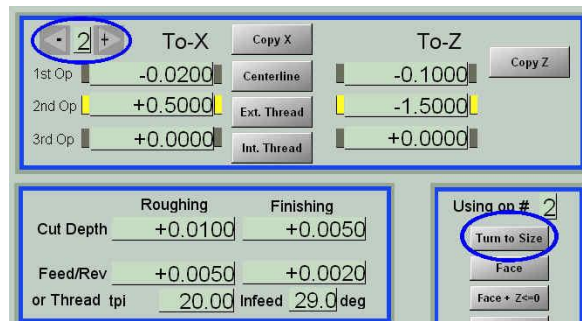 - 2 + To-X Copy X To-Z Copy Z
1st Op -0.0200 Centerline -0.1000
2nd Op +0.5000 Ext. Thread -1.5000
3rd Op +0.0000 Int. Thread +0.0000
Roughing Finishing
Cut Depth +0.0100 +0.0050
Feed/Rev +0.0050 +0.0020
or Thread tpi 20.00 Infeed 29.0 deg
Using op # 2
Turn to Size
Face
Face + Z<=0